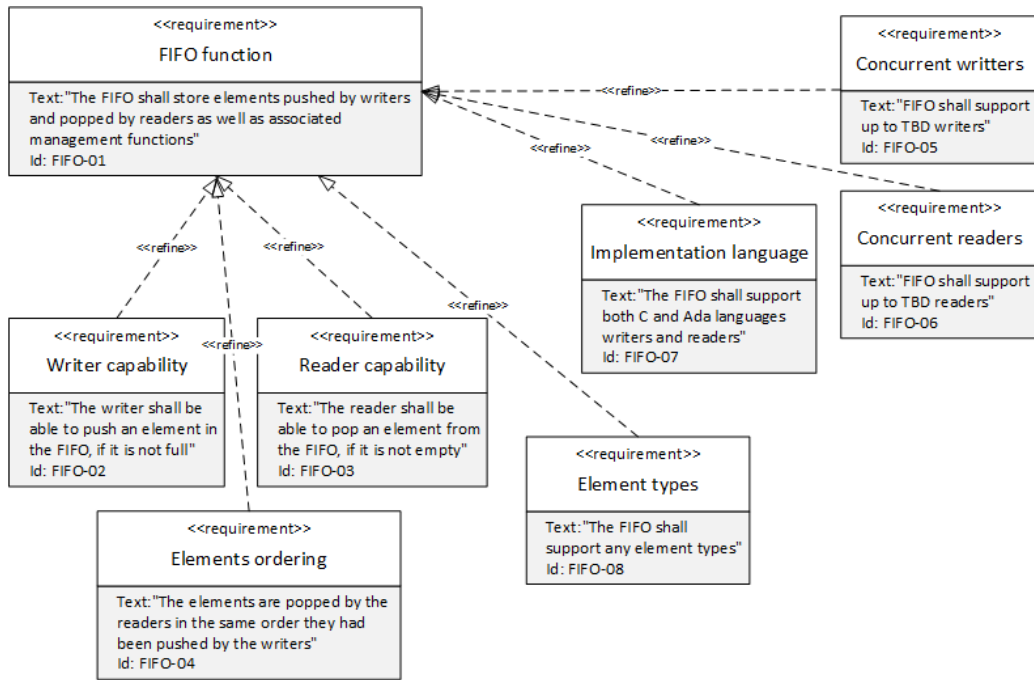 <<requirement>>
FIFO function
Text:"The FIFO shall store elements pushed by writers
and popped by readers as well as associated
management functions"
Id: FIFO-01
<<requirement>>
Concurrent writters
Text:"FIFO shall support
up to TBD writers"
Id: FIFO-05
<<refine>>
<<refine>>
<<refine>>
<<requirement>>
Concurrent readers
Text:"FIFO shall support
up to TBD readers"
Id: FIFO-06
<<requirement>>
Implementation language
Text:"The FIFO shall support
both C and Ada languages
writers and readers"
Id: FIFO-07
<<refine>>
<<refine>>
<<refine>>
<<refine>>
<<requirement>>
Writer capability
Text:"The writer shall be
able to push an element in
the FIFO, if it is not full"
Id: FIFO-02
<<requirement>>
Reader capability
Text:"The reader shall be
able to pop an element from
the FIFO, if it is not empty"
Id: FIFO-03
<<requirement>>
Element types
Text:"The FIFO shall
support any element types"
Id: FIFO-08
<<requirement>>
Elements ordering
Text:"The elements are popped by the
readers in the same order they had
been pushed by the writers"
Id: FIFO-04